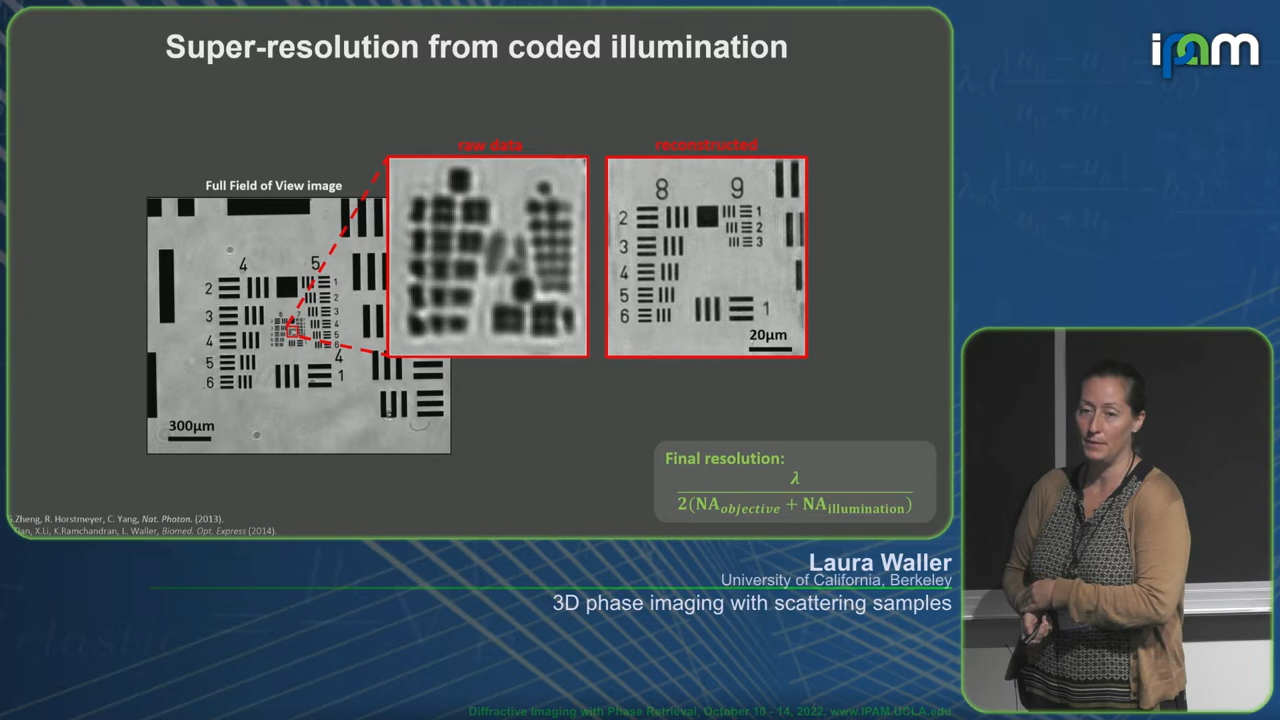 Super-resolution from coded illumination
ipam
raw data
reconstructed
Full Field of View image
4 5
2 1
2
3 3
4 4
5 5
6 6
4
1
300µm
8 9
2 1
2
3 3
4
5
6 1
20µm
Final resolution:
λ
2(NAobjective + NAillumination)
Zheng, R. Horstmeyer, C. Yang, Nat. Photon. (2013).
X.Li, K.Ramchandran, L. Waller, Biomed. Opt. Express (2014).
Laura Waller
University of California, Berkeley
3D phase imaging with scattering samples
Diffractive Imaging with Phase Retrieval, October 10 - 14, 2022, www.IPAM.UCLA.edu